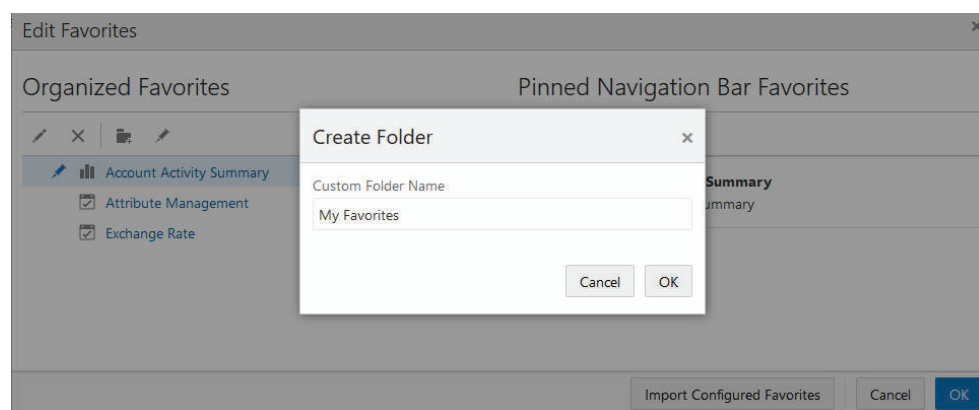 Edit Favorites
Organized Favorites
Pinned Navigation Bar Favorites
Create Folder
Account Activity Summary
Custom Folder Name
Summary
Attribute Management
My Favorites
Exchange Rate
Cancel
OK
Import Configured Favorites
Cancel
OK